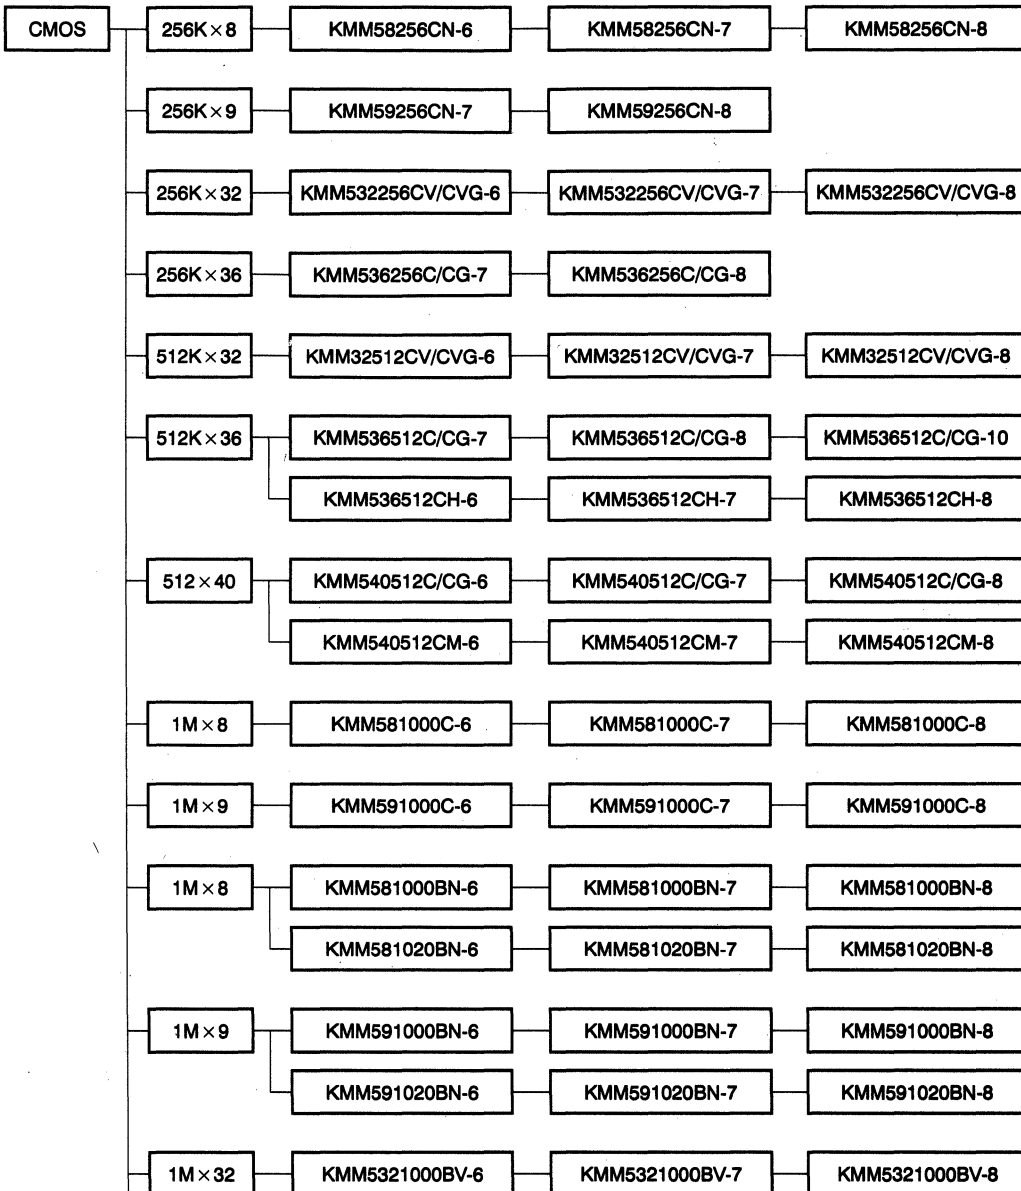 CMOS 256K×8 KMM58256CN-6 KMM58256CN-7 KMM58256CN-8
256K×9 KMM59256CN-7 KMM59256CN-8
256K×32 KMM532256CV/CVG-6 KMM532256CV/CVG-7 KMM532256CV/CVG-8
256K×36 KMM536256C/CG-7 KMM536256C/CG-8
512K×32 KMM32512CV/CVG-6 KMM32512CV/CVG-7 KMM32512CV/CVG-8
512K×36 KMM536512C/CG-7 KMM536512C/CG-8 KMM536512C/CG-10
KMM536512CH-6 KMM536512CH-7 KMM536512CH-8
512×40 KMM540512C/CG-6 KMM540512C/CG-7 KMM540512C/CG-8
KMM540512CM-6 KMM540512CM-7 KMM540512CM-8
1M×8 KMM581000C-6 KMM581000C-7 KMM581000C-8
1M×9 KMM591000C-6 KMM591000C-7 KMM591000C-8
1M×8 KMM581000BN-6 KMM581000BN-7 KMM581000BN-8
KMM581020BN-6 KMM581020BN-7 KMM581020BN-8
1M×9 KMM591000BN-6 KMM591000BN-7 KMM591000BN-8
KMM591020BN-6 KMM591020BN-7 KMM591020BN-8
1M×32 KMM5321000BV-6 KMM5321000BV-7 KMM5321000BV-8